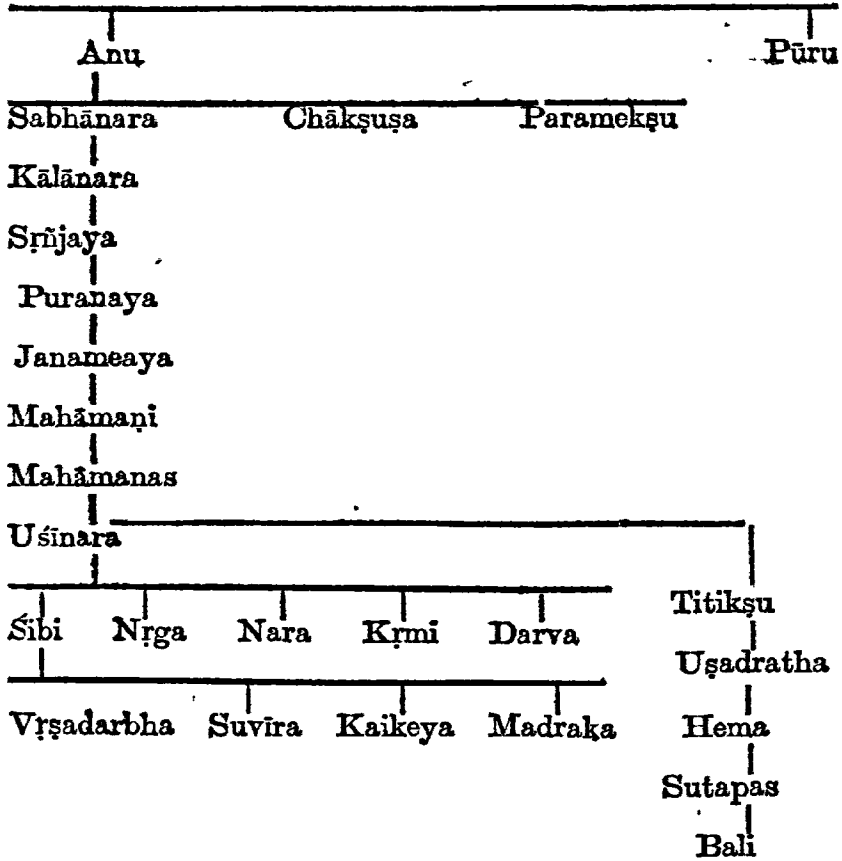 Anu Pūru
Sabhānara Chākṣuṣa Paramekṣu
Kālānara
Sṛñjaya
Puranaya
Janameaya
Mahāmaṇi
Mahāmanas
Uśīnara
Titikṣu
Śibi Nṛga Nara Kṛmi Darva
Uṣadratha
Vṛṣadarbha Suvīra Kaikeya Madraka Hema
Sutapas
Bali